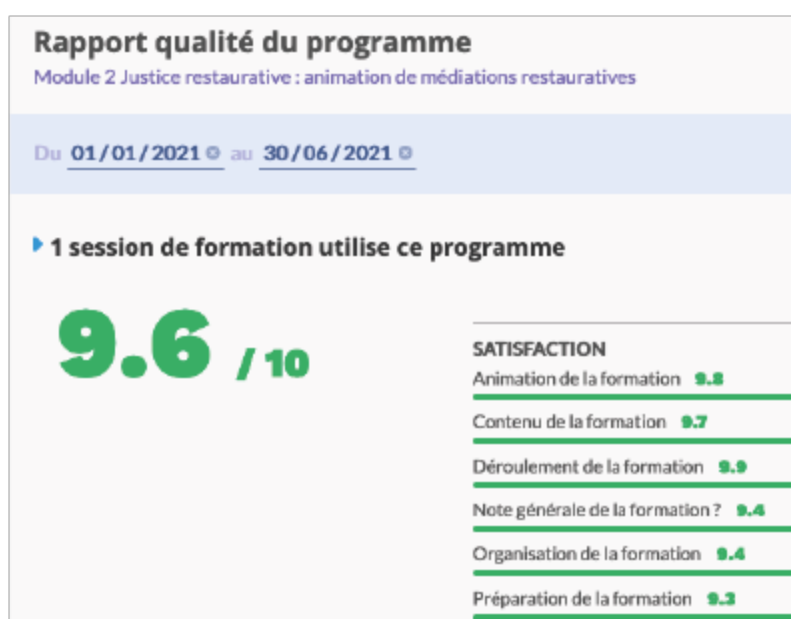 Rapport qualité du programme
Module 2 Justice restaurative : animation de médiations restauratives
Du 01/01/2021 au 30/06/2021
1 session de formation utilise ce programme
9.6 / 10
SATISFACTION
Animation de la formation 9.8
Contenu de la formation 9.7
Déroulement de la formation 9.9
Note générale de la formation ? 9.4
Organisation de la formation 9.4
Préparation de la formation 9.3